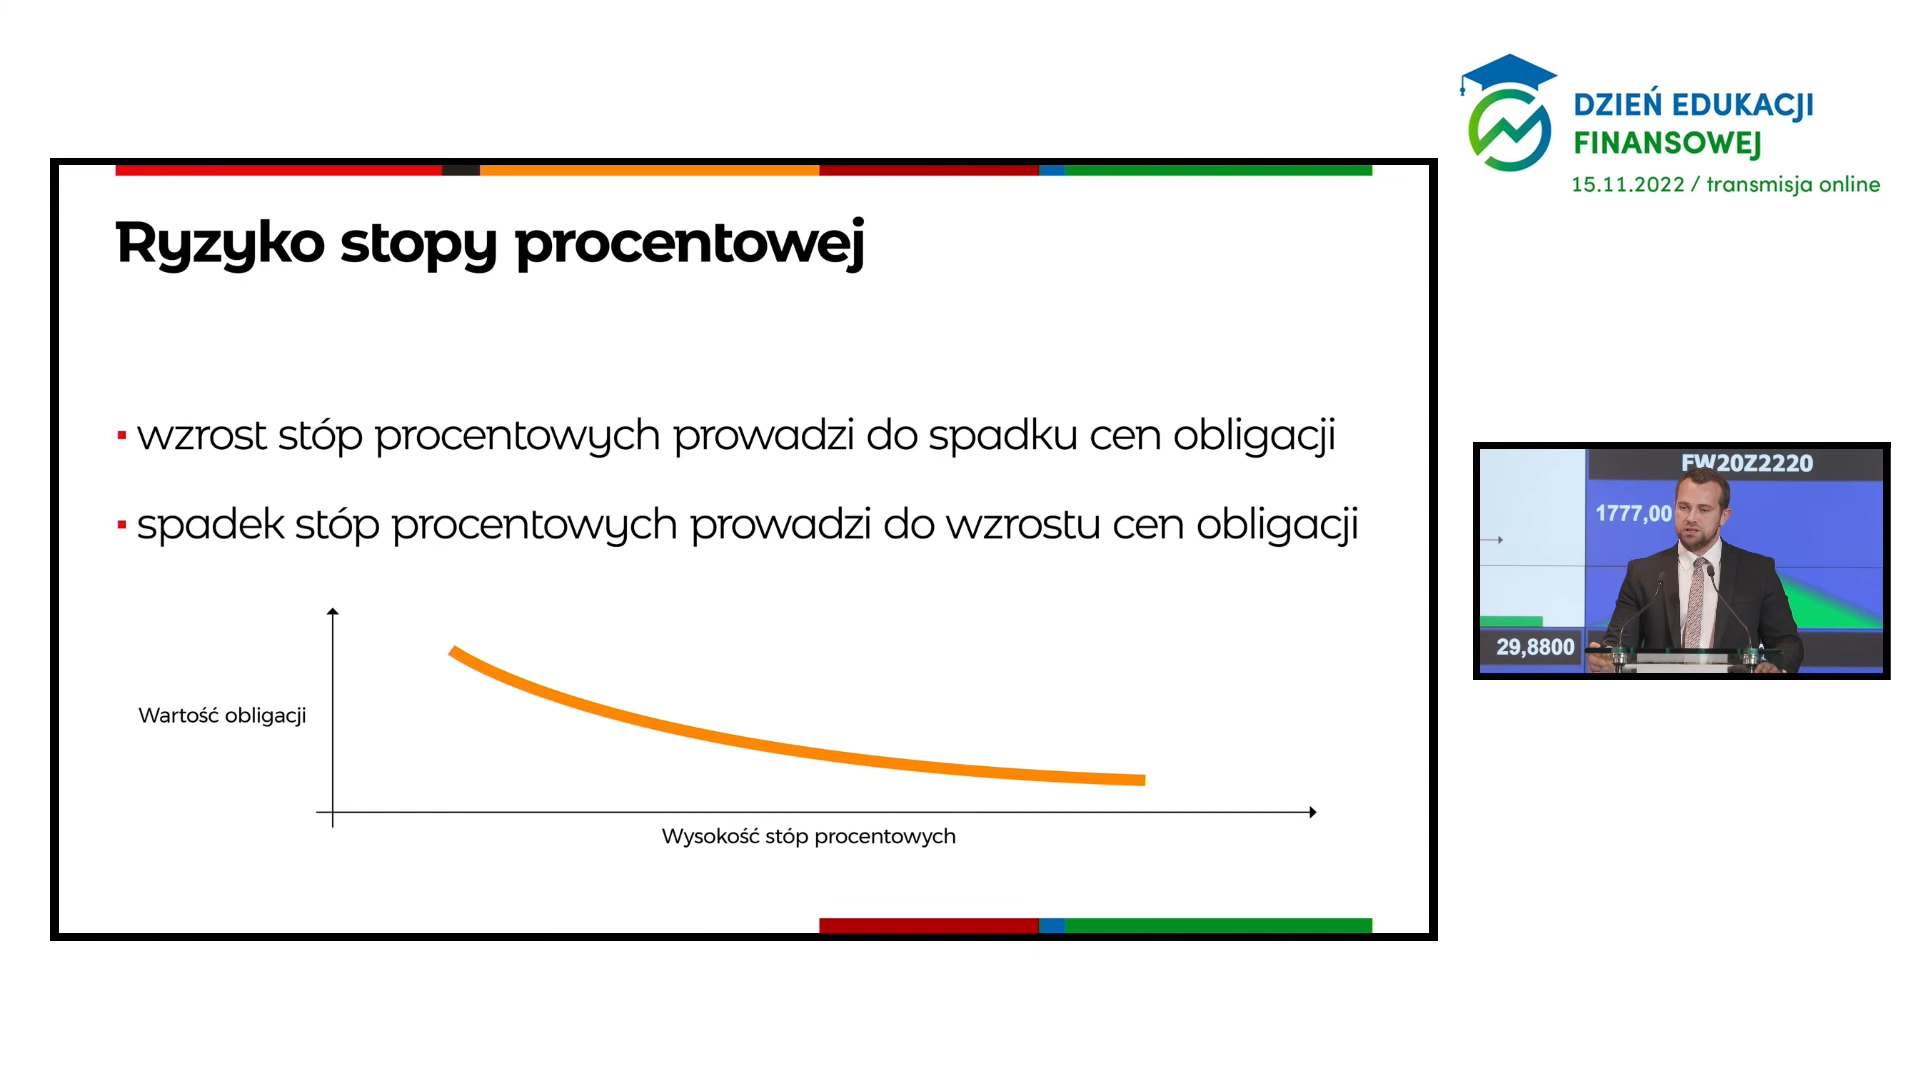 DZIEŃ EDUKACJI
FINANSOWEJ
15.11.2022 / transmisja online
Ryzyko stopy procentowej
▪ wzrost stóp procentowych prowadzi do spadku cen obligacji
▪ spadek stóp procentowych prowadzi do wzrostu cen obligacji
Wartość obligacji
Wysokość stóp procentowych
FW20Z2220
1777,00
29,8800